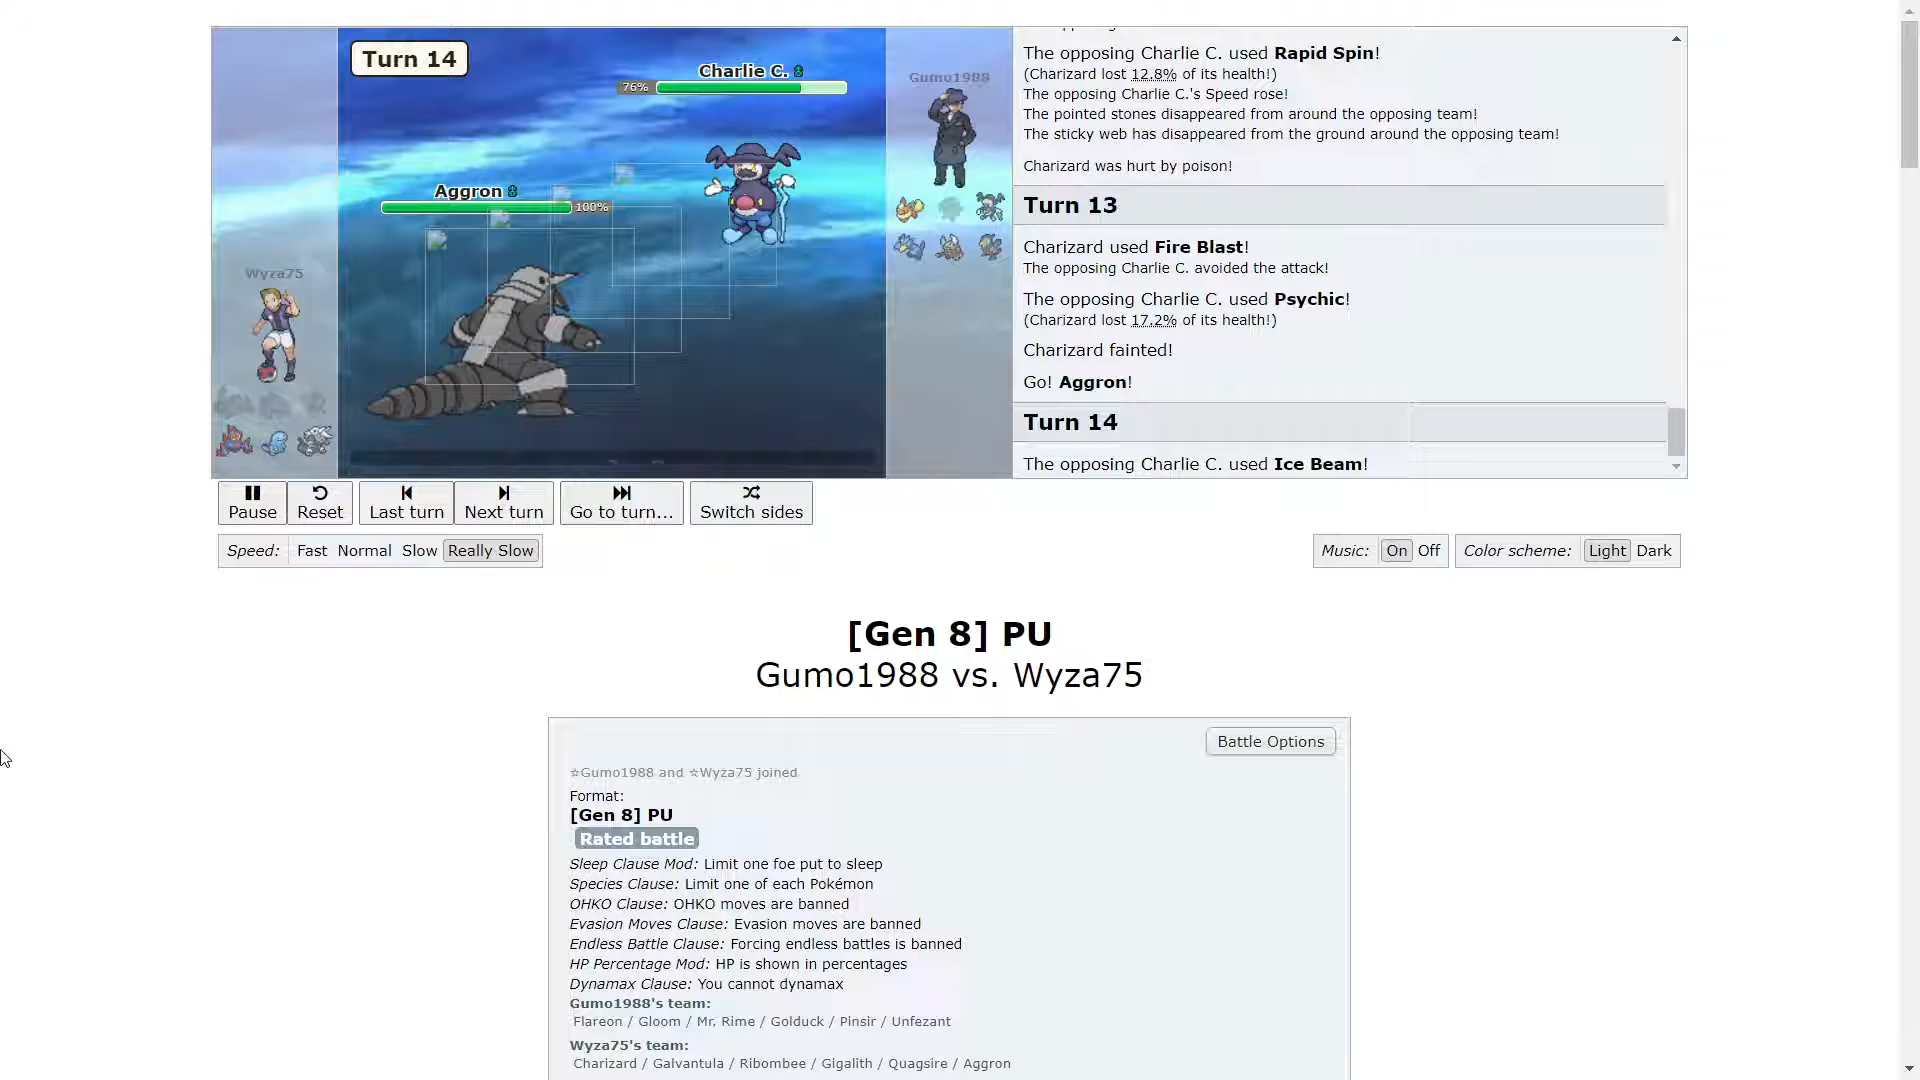 Turn 14
Charlie C.
76%
Aggron
100%
Gumo1988
Wyza75
The opposing Charlie C. used Rapid Spin!
(Charizard lost 12.8% of its health!)
The opposing Charlie C.'s Speed rose!
The pointed stones disappeared from around the opposing team!
The sticky web has disappeared from the ground around the opposing team!
Charizard was hurt by poison!
Turn 13
Charizard used Fire Blast!
The opposing Charlie C. avoided the attack!
The opposing Charlie C. used Psychic!
(Charizard lost 17.2% of its health!)
Charizard fainted!
Go! Aggron!
Turn 14
The opposing Charlie C. used Ice Beam!
Pause Reset Last turn Next turn Go to turn... Switch sides
Speed: Fast Normal Slow Really Slow
Music: On Off Color scheme: Light Dark
[Gen 8] PU
Gumo1988 vs. Wyza75
Battle Options
☆Gumo1988 and ☆Wyza75 joined
Format:
[Gen 8] PU
Rated battle
Sleep Clause Mod: Limit one foe put to sleep
Species Clause: Limit one of each Pokémon
OHKO Clause: OHKO moves are banned
Evasion Moves Clause: Evasion moves are banned
Endless Battle Clause: Forcing endless battles is banned
HP Percentage Mod: HP is shown in percentages
Dynamax Clause: You cannot dynamax
Gumo1988's team:
Flareon / Gloom / Mr. Rime / Golduck / Pinsir / Unfezant
Wyza75's team:
Charizard / Galvantula / Ribombee / Gigalith / Quagsire / Aggron